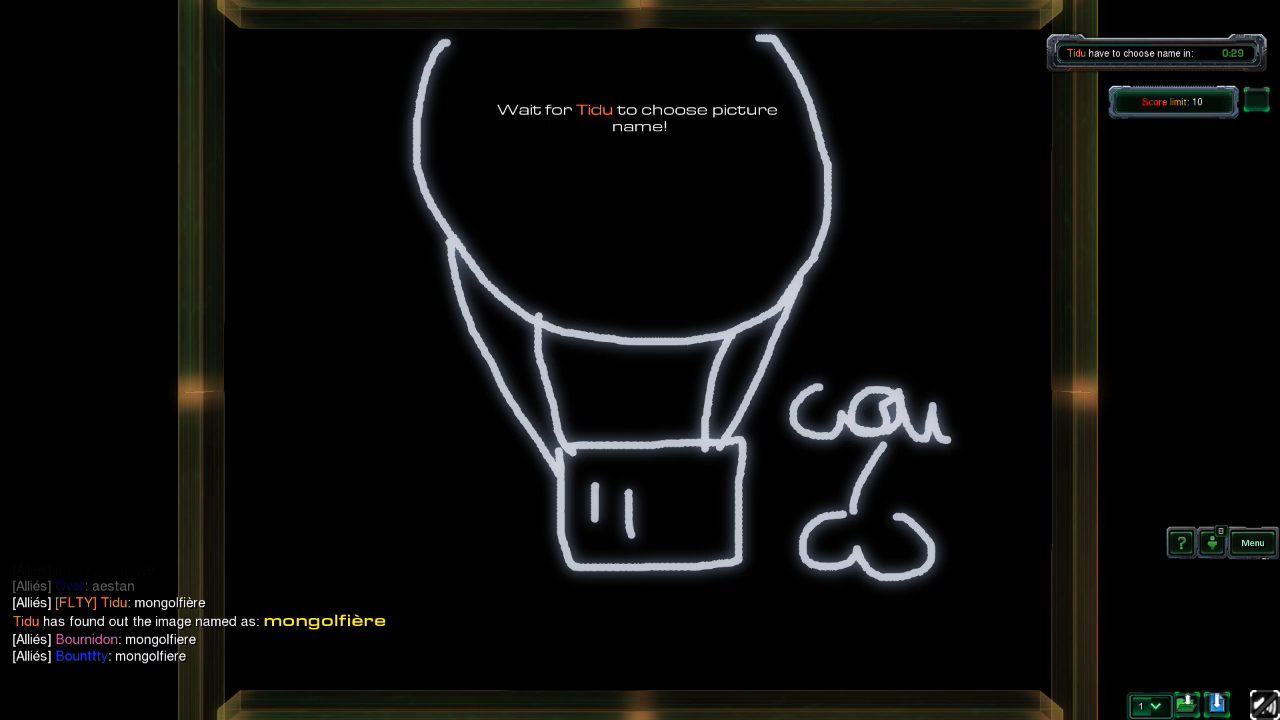 Tidu have to choose name in: 0:29
Score limit: 10
Wait for Tidu to choose picture
name!
cou
?
B
Menu
[Alliés] Over: aestan
[Alliés] [FLTY] Tidu: mongolfière
Tidu has found out the image named as: mongolfière
[Alliés] Bournidon: mongolfiere
[Alliés] Bounttty: mongolfiere
1